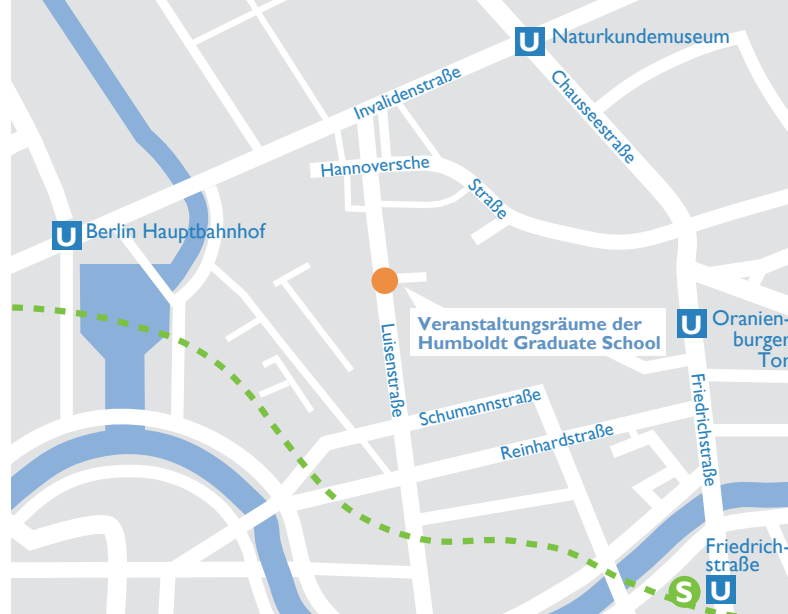 U Naturkundemuseum
Invalidenstraße
Chausseestraße
Hannoversche
Straße
U Berlin Hauptbahnhof
Veranstaltungsräume der
Humboldt Graduate School
U Oranien-
burger
Tor
Luisenstraße
Schumannstraße
Friedrichstraße
Reinhardstraße
Friedrich-
straße
S U